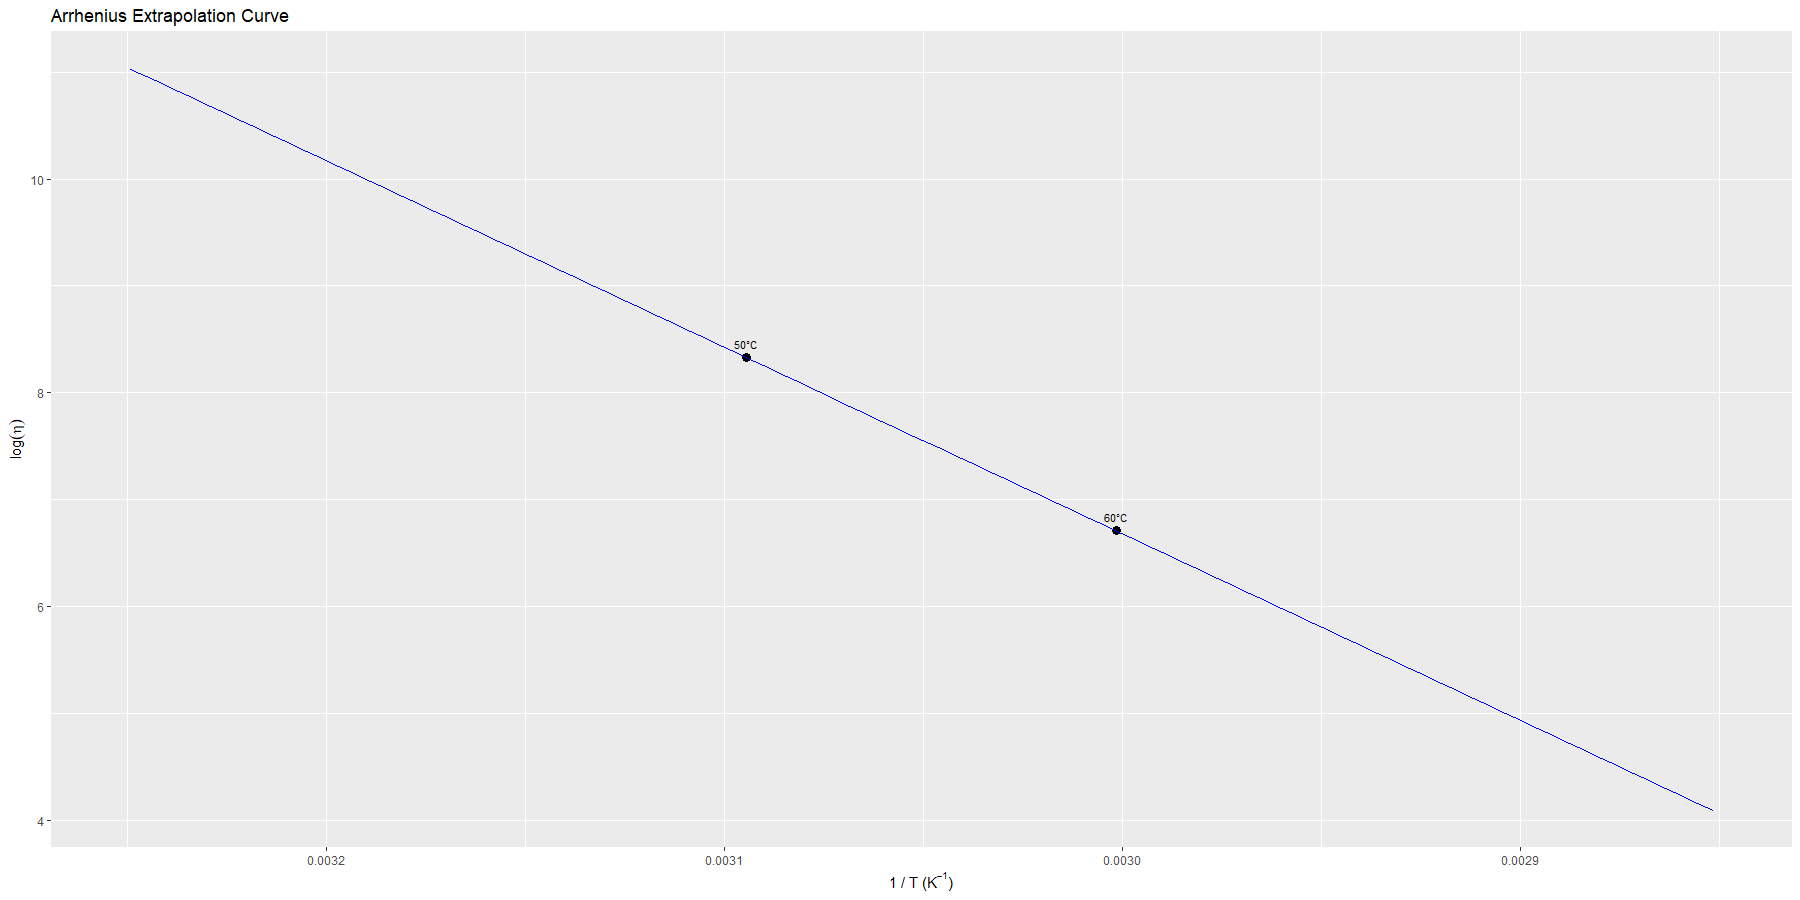 Arrhenius Extrapolation Curve
10
8
6
4
log(η)
50°C
60°C
0.0032
0.0031
0.0030
0.0029
1 / T (K⁻¹)